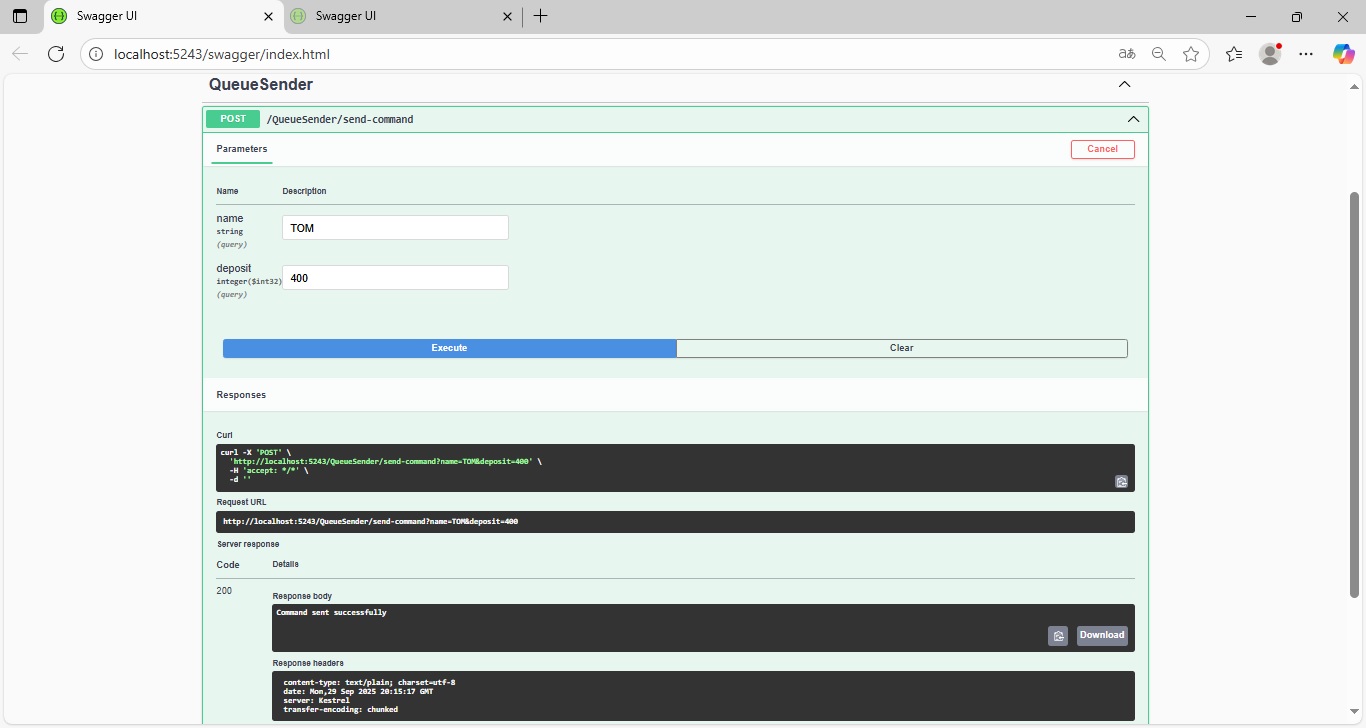 Swagger UI
Swagger UI
localhost:5243/swagger/index.html
aあ
QueueSender
POST /QueueSender/send-command
Parameters
Cancel
Name Description
name
string
(query)
TOM
deposit
integer($int32)
(query)
400
Execute
Clear
Responses
Curl
curl -X 'POST' \
'http://localhost:5243/QueueSender/send-command?name=TOM&deposit=400' \
-H 'accept: */*' \
-d ''
Request URL
http://localhost:5243/QueueSender/send-command?name=TOM&deposit=400
Server response
Code Details
200
Response body
Command sent successfully
Download
Response headers
content-type: text/plain; charset=utf-8
date: Mon,29 Sep 2025 20:15:17 GMT
server: Kestrel
transfer-encoding: chunked